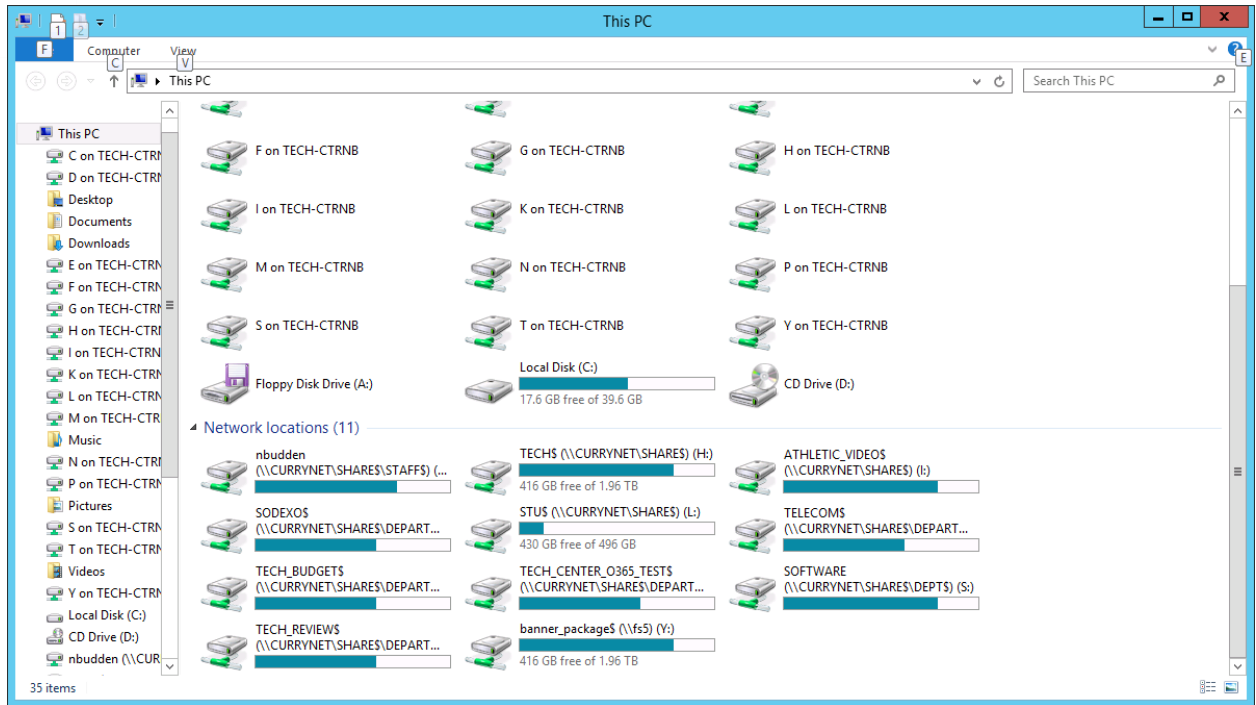 This PC
1
2
F
Computer
View
C
V
E
This PC
Search This PC
This PC
C on TECH-CTRN
D on TECH-CTRN
Desktop
Documents
Downloads
E on TECH-CTRN
F on TECH-CTRN
G on TECH-CTRN
H on TECH-CTRN
I on TECH-CTRN
K on TECH-CTRN
L on TECH-CTRN
M on TECH-CTR
Music
N on TECH-CTRN
P on TECH-CTRN
Pictures
S on TECH-CTRN
T on TECH-CTRN
Videos
Y on TECH-CTRN
Local Disk (C:)
CD Drive (D:)
nbudden (\\CUR
F on TECH-CTRNB
G on TECH-CTRNB
H on TECH-CTRNB
I on TECH-CTRNB
K on TECH-CTRNB
L on TECH-CTRNB
M on TECH-CTRNB
N on TECH-CTRNB
P on TECH-CTRNB
S on TECH-CTRNB
T on TECH-CTRNB
Y on TECH-CTRNB
Floppy Disk Drive (A:)
Local Disk (C:)
17.6 GB free of 39.6 GB
CD Drive (D:)
Network locations (11)
nbudden
(\\CURRYNET\SHARE$\STAFF$) (...
TECH$ (\\CURRYNET\SHARE$) (H:)
416 GB free of 1.96 TB
ATHLETIC_VIDEO$
(\\CURRYNET\SHARE$) (I:)
SODEXO$
(\\CURRYNET\SHARE$\DEPART...
STU$ (\\CURRYNET\SHARE$) (L:)
430 GB free of 496 GB
TELECOM$
(\\CURRYNET\SHARE$\DEPART...
TECH_BUDGET$
(\\CURRYNET\SHARE$\DEPART...
TECH_CENTER_O365_TEST$
(\\CURRYNET\SHARE$\DEPART...
SOFTWARE
(\\CURRYNET\SHARE$\DEPT$) (S:)
TECH_REVIEW$
(\\CURRYNET\SHARE$\DEPART...
banner_package$ (\\fs5) (Y:)
416 GB free of 1.96 TB
35 items